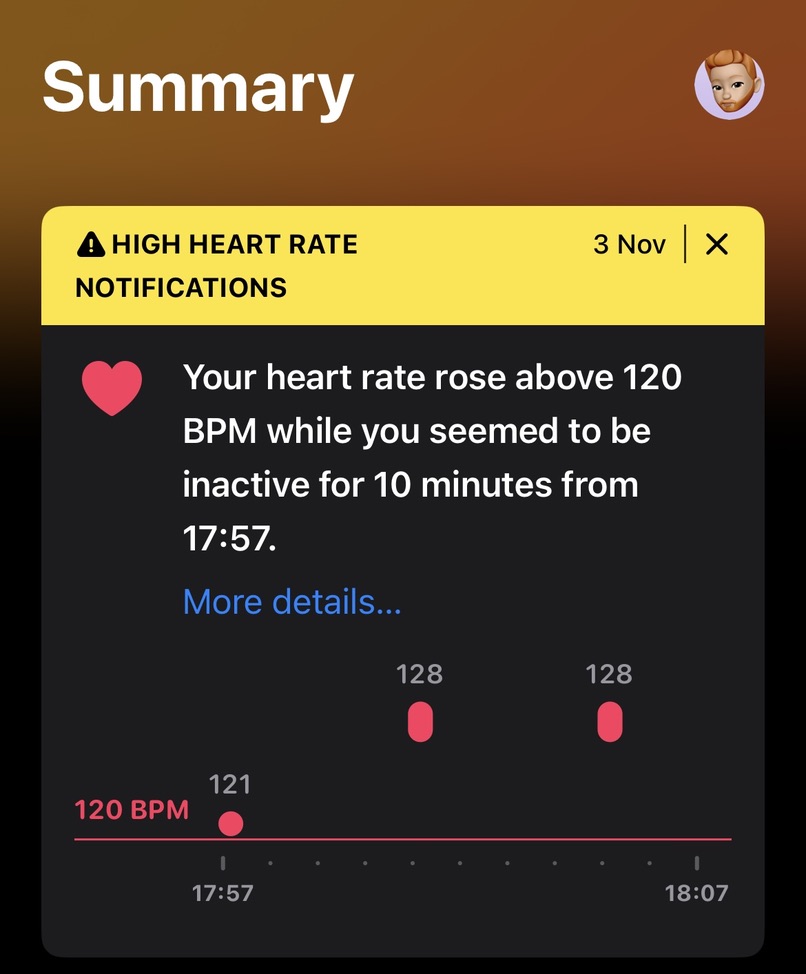 Summary
HIGH HEART RATE
NOTIFICATIONS
3 Nov
Your heart rate rose above 120
BPM while you seemed to be
inactive for 10 minutes from
17:57.
More details...
128 128
121
120 BPM
17:57 18:07